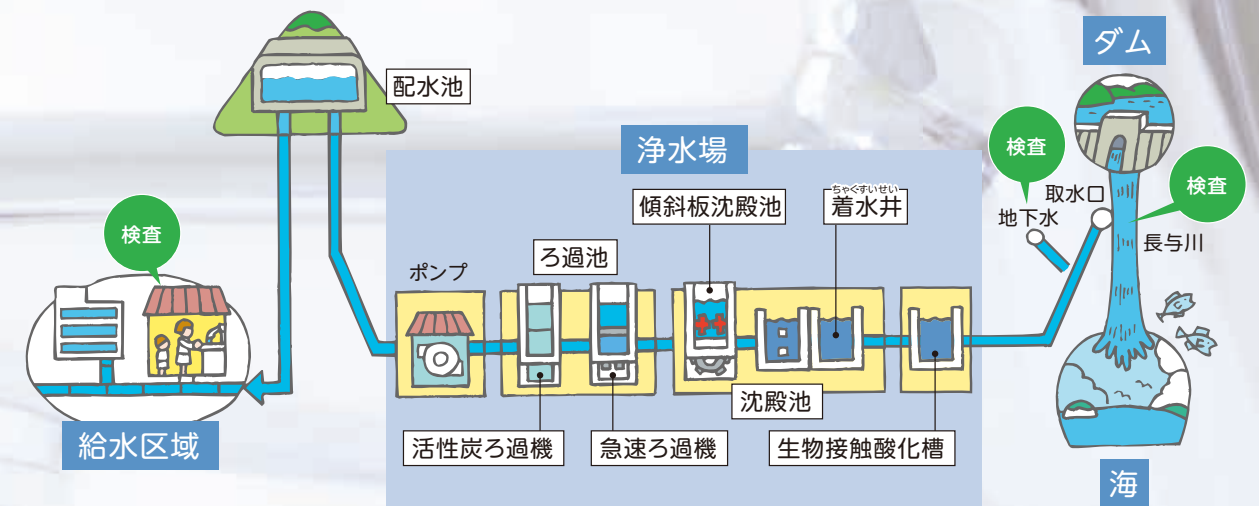 ダム
配水池
浄水場
検査
検査
取水口
地下水
長与川
傾斜板沈殿池
ちゃくすいせい
着水井
検査
ポンプ
ろ過池
沈殿池
活性炭ろ過機
急速ろ過機
生物接触酸化槽
給水区域
海